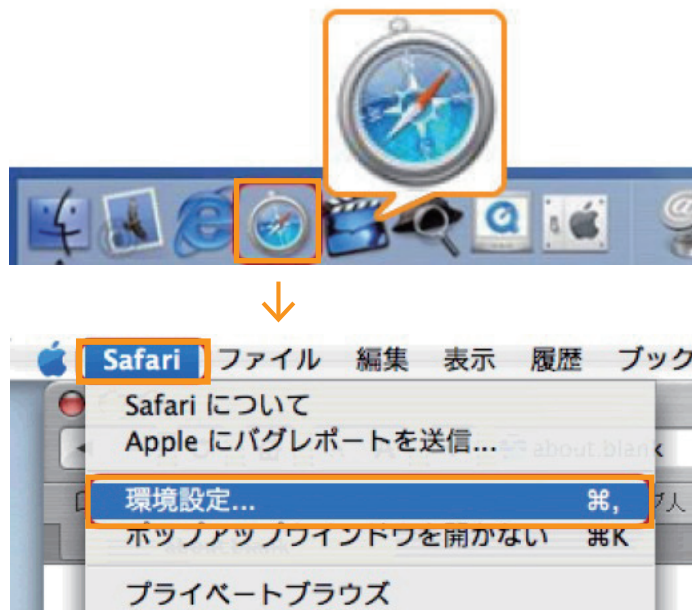 Safari ファイル 編集 表示 履歴 ブック
Safari について
Apple にバグレポートを送信...
about:blank
環境設定... ⌘,
ポップアップウインドウを開かない ⌘K
プライベートブラウズ